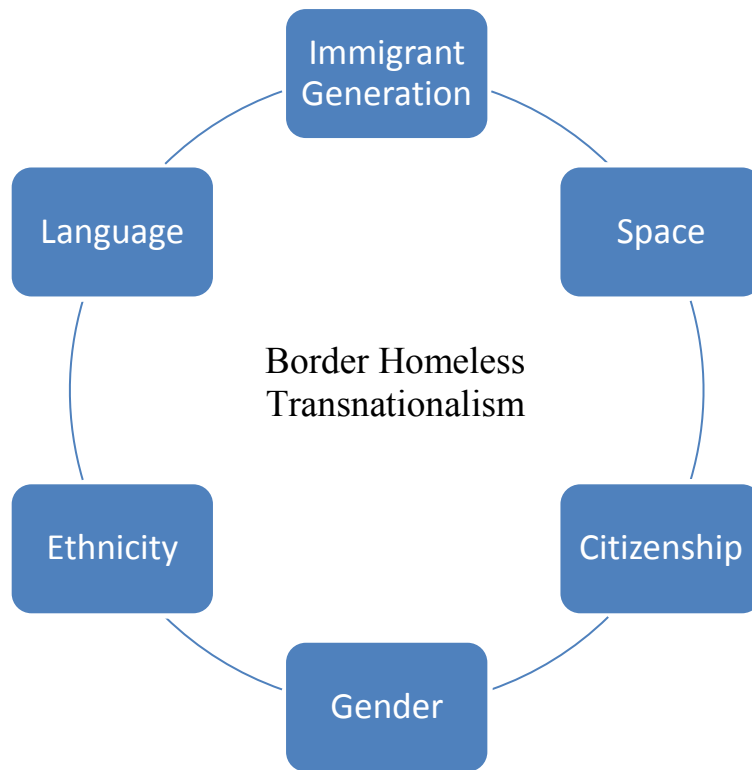 Immigrant
Generation
Language
Space
Border Homeless
Transnationalism
Ethnicity
Citizenship
Gender